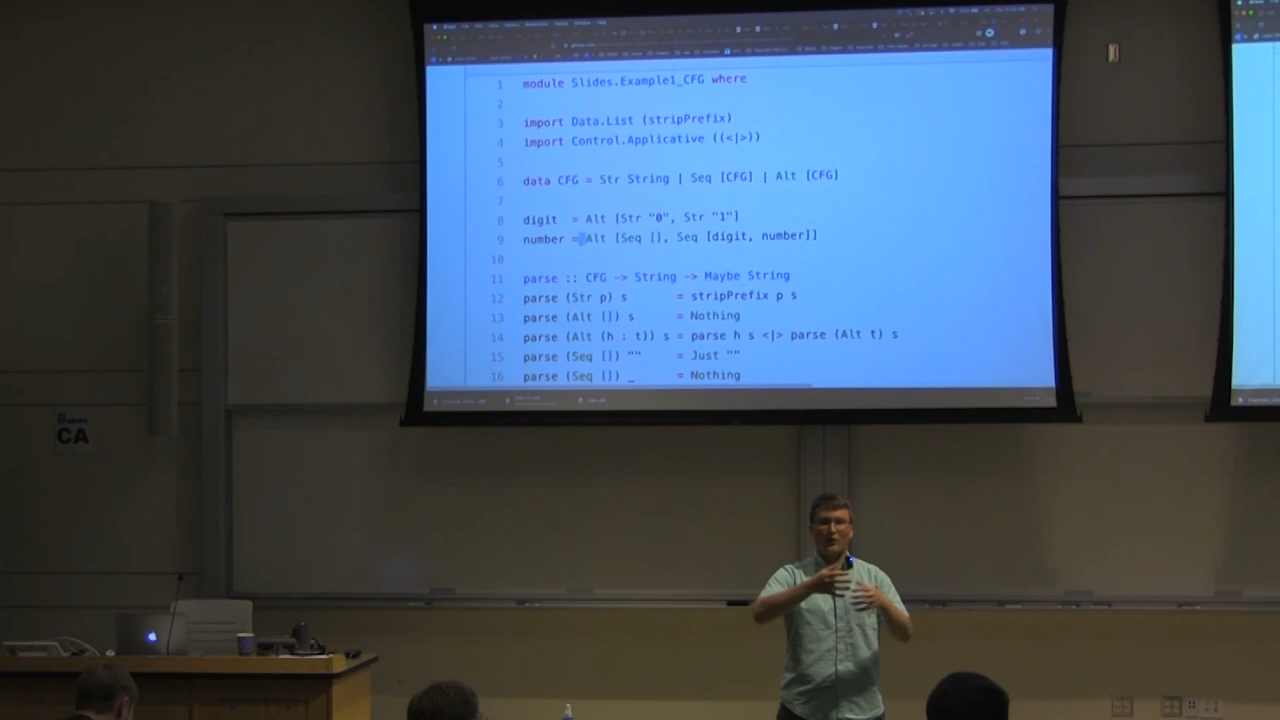 1 module Slides.Example1_CFG where
2
3 import Data.List (stripPrefix)
4 import Control.Applicative ((<|>))
5
6 data CFG = Str String | Seq [CFG] | Alt [CFG]
7
8 digit = Alt [Str "0", Str "1"]
9 number = Alt [Seq [], Seq [digit, number]]
10
11 parse :: CFG -> String -> Maybe String
12 parse (Str p) s = stripPrefix p s
13 parse (Alt []) s = Nothing
14 parse (Alt (h : t)) s = parse h s <|> parse (Alt t) s
15 parse (Seq []) "" = Just ""
16 parse (Seq []) _ = Nothing
CA